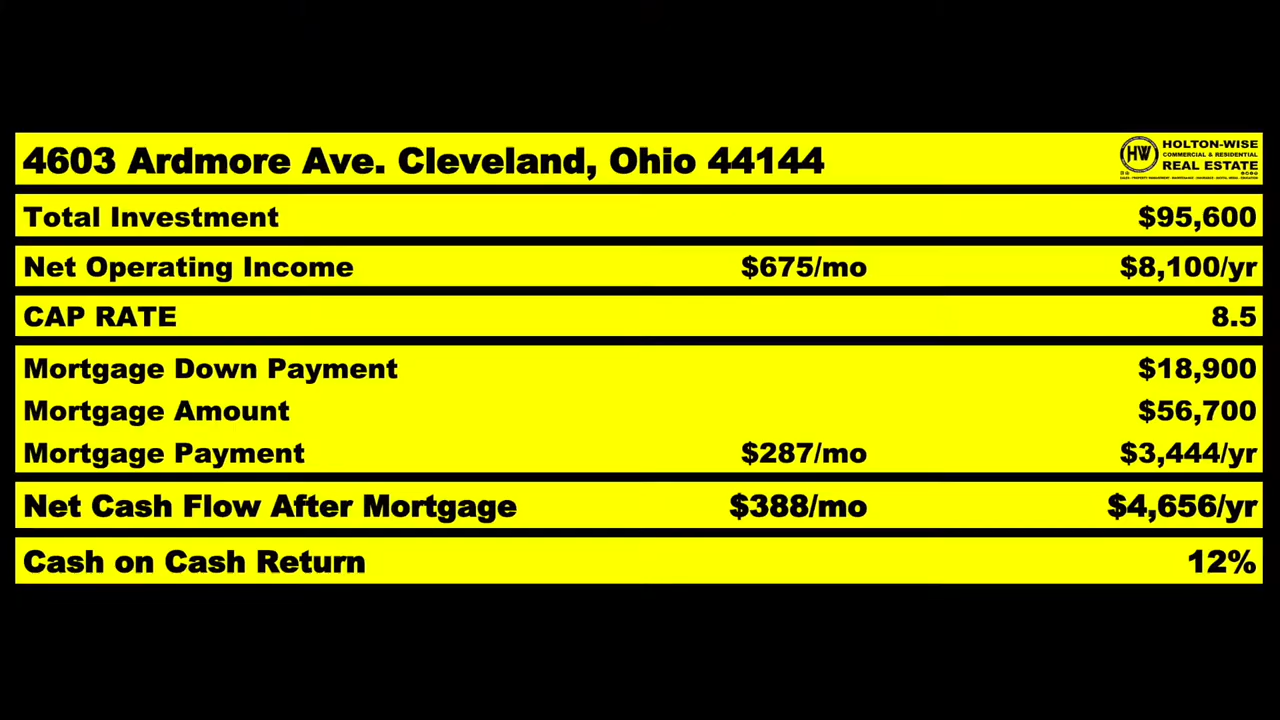 4603 Ardmore Ave. Cleveland, Ohio 44144
HW
HOLTON-WISE
COMMERCIAL & RESIDENTIAL
REAL ESTATE
Total Investment $95,600
Net Operating Income $675/mo $8,100/yr
CAP RATE 8.5
Mortgage Down Payment $18,900
Mortgage Amount $56,700
Mortgage Payment $287/mo $3,444/yr
Net Cash Flow After Mortgage $388/mo $4,656/yr
Cash on Cash Return 12%